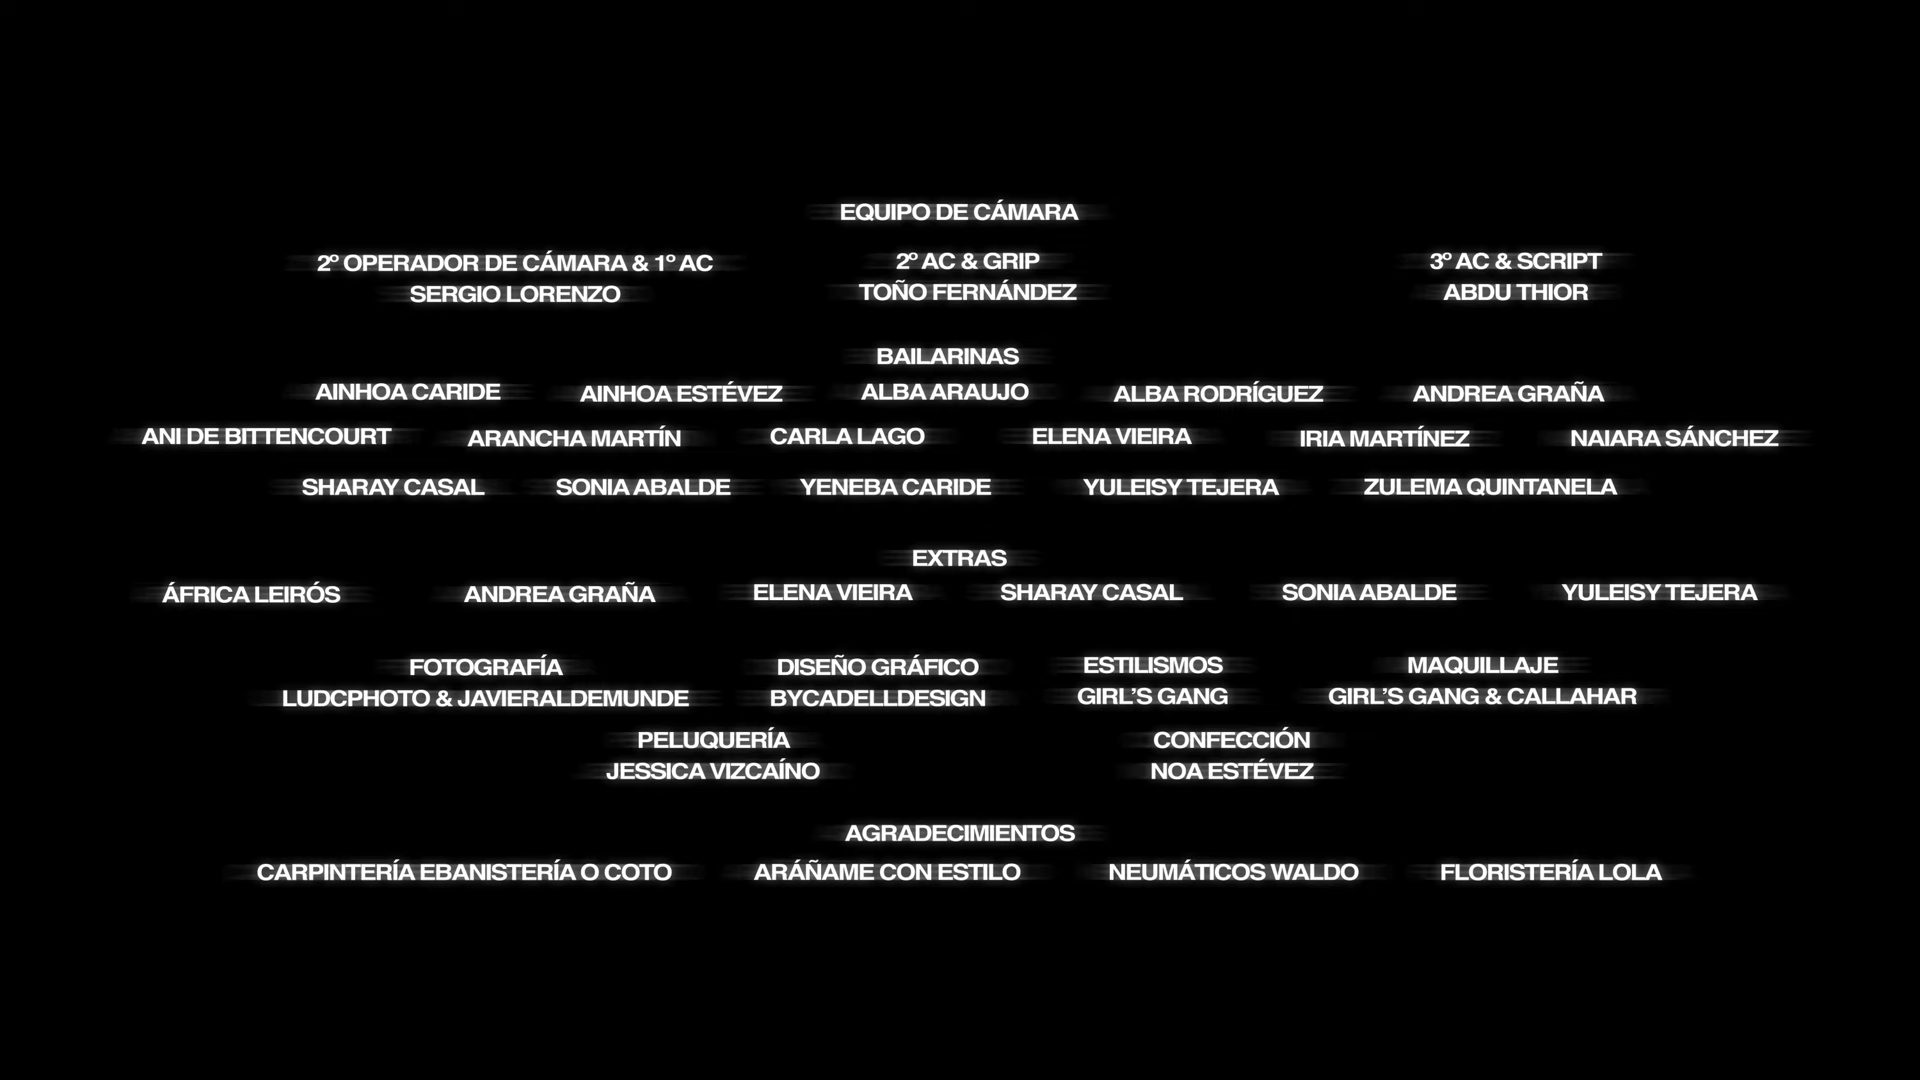 EQUIPO DE CÁMARA
2º OPERADOR DE CÁMARA & 1º AC
SERGIO LORENZO
2º AC & GRIP
TOÑO FERNÁNDEZ
3º AC & SCRIPT
ABDU THIOR
BAILARINAS
AINHOA CARIDE AINHOA ESTÉVEZ ALBA ARAUJO ALBA RODRÍGUEZ ANDREA GRAÑA
ANI DE BITTENCOURT ARANCHA MARTÍN CARLA LAGO ELENA VIEIRA IRIA MARTÍNEZ NAIARA SÁNCHEZ
SHARAY CASAL SONIA ABALDE YENEBA CARIDE YULEISY TEJERA ZULEMA QUINTANELA
EXTRAS
ÁFRICA LEIRÓS ANDREA GRAÑA ELENA VIEIRA SHARAY CASAL SONIA ABALDE YULEISY TEJERA
FOTOGRAFÍA
LUDCPHOTO & JAVIERALDEMUNDE
DISEÑO GRÁFICO
BYCADELLDESIGN
ESTILISMOS
GIRL'S GANG
MAQUILLAJE
GIRL'S GANG & CALLAHAR
PELUQUERÍA
JESSICA VIZCAÍNO
CONFECCIÓN
NOA ESTÉVEZ
AGRADECIMIENTOS
CARPINTERÍA EBANISTERÍA O COTO ARÁÑAME CON ESTILO NEUMÁTICOS WALDO FLORISTERÍA LOLA